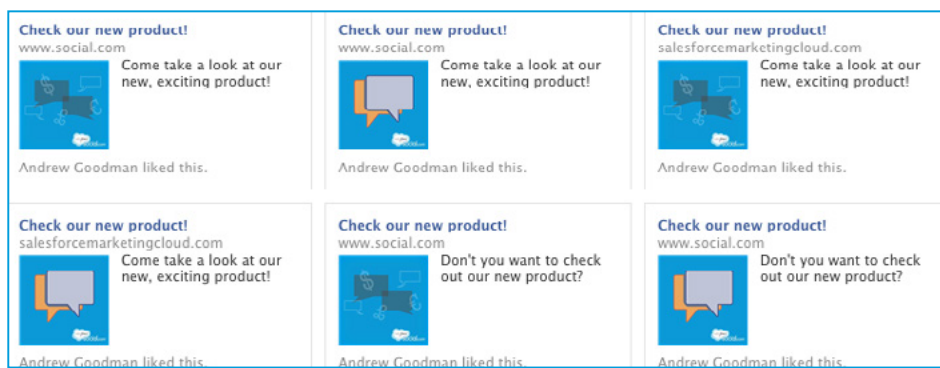 Check our new product!
www.social.com
Come take a look at our
new, exciting product!
Andrew Goodman liked this.
Check our new product!
www.social.com
Come take a look at our
new, exciting product!
Andrew Goodman liked this.
Check our new product!
salesforcemarketingcloud.com
Come take a look at our
new, exciting product!
Andrew Goodman liked this.
Check our new product!
salesforcemarketingcloud.com
Come take a look at our
new, exciting product!
Andrew Goodman liked this.
Check our new product!
www.social.com
Don't you want to check
out our new product?
Andrew Goodman liked this.
Check our new product!
www.social.com
Don't you want to check
out our new product?
Andrew Goodman liked this.